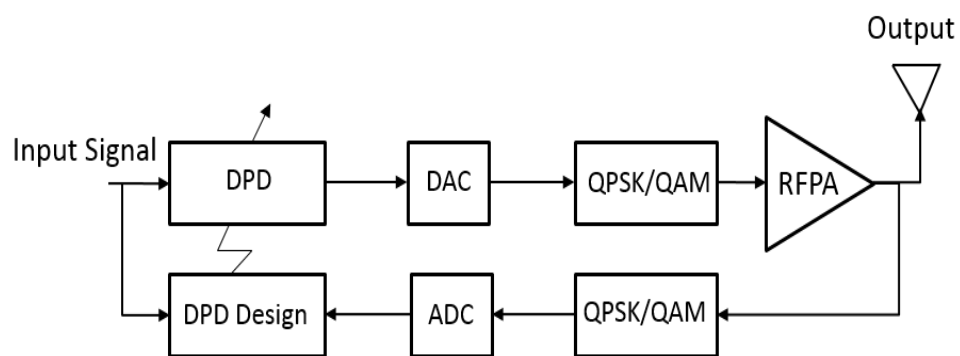 Output
Input Signal
DPD
DAC
QPSK/QAM
RFPA
DPD Design
ADC
QPSK/QAM